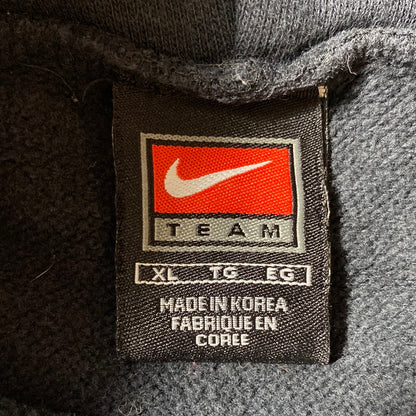 TEAM
XL TG EG
MADE IN KOREA
FABRIQUE EN
COREE